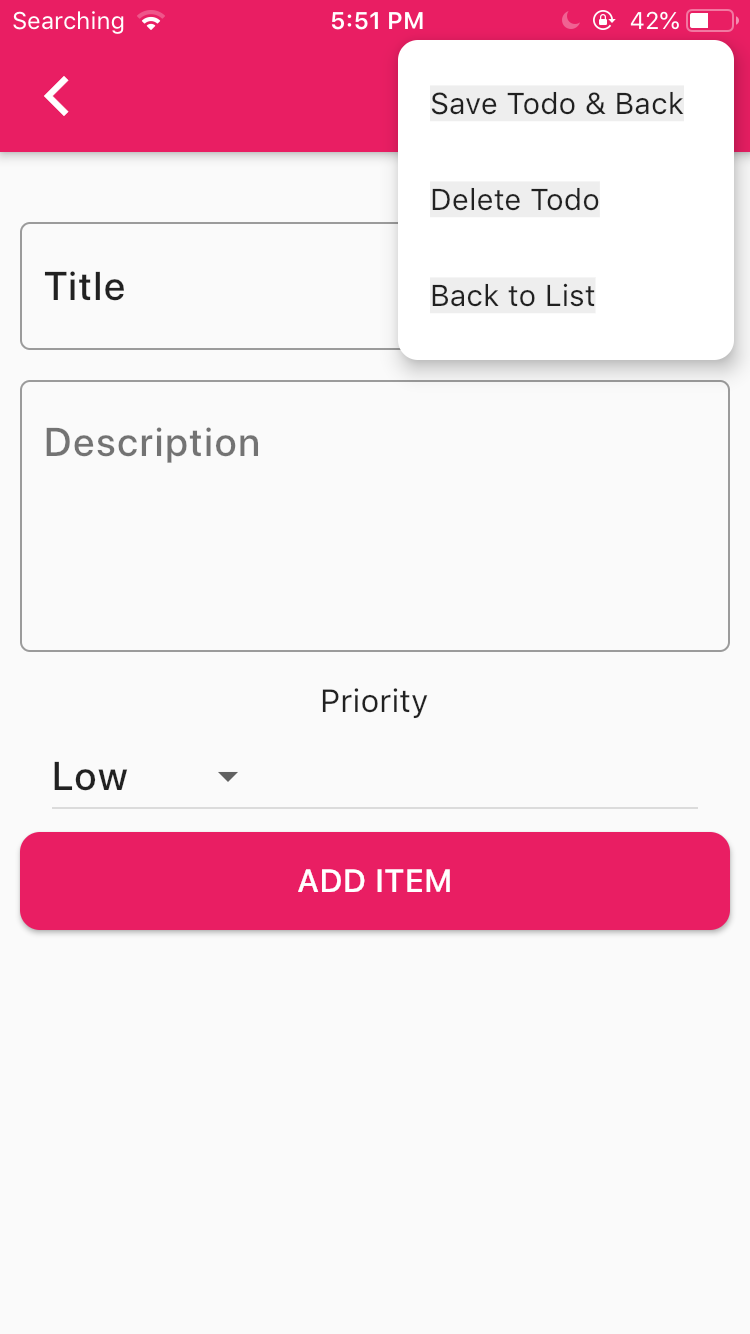 Searching 5:51 PM 42%
Save Todo & Back
Delete Todo
Back to List
Title
Description
Priority
Low
ADD ITEM